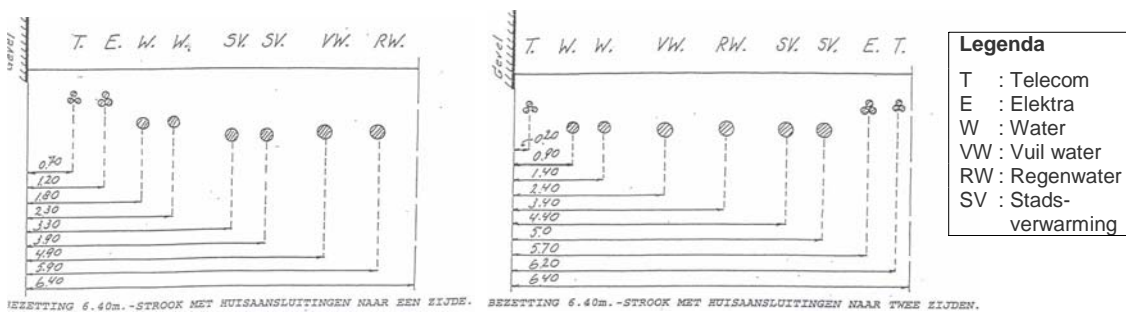 Gevel
T. E. W. W. SV. SV. VW. RW.
0.70
1.20
1.80
2.30
3.30
3.90
4.90
5.90
6.40
BEZETTING 6.40m.-STROOK MET HUISAANSLUITINGEN NAAR EEN ZIJDE.
Gevel
T. W. W. VW. RW. SV. SV. E. T.
0.20
0.90
1.40
2.40
3.40
4.40
5.0
5.70
6.20
6.40
BEZETTING 6.40m.-STROOK MET HUISAANSLUITINGEN NAAR TWEE ZIJDEN.
Legenda
T : Telecom
E : Elektra
W : Water
VW : Vuil water
RW : Regenwater
SV : Stads-
verwarming